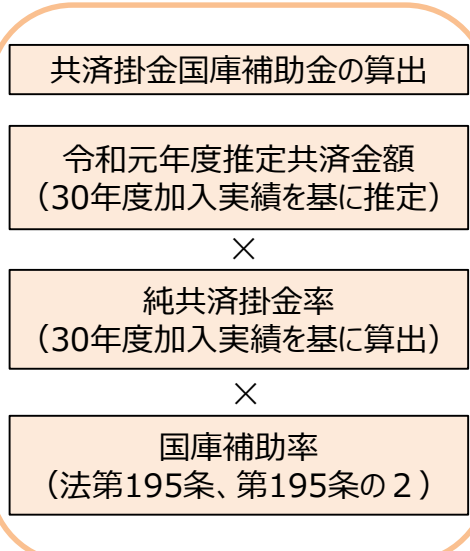 共済掛金国庫補助金の算出
令和元年度推定共済金額
（30年度加入実績を基に推定）
×
純共済掛金率
（30年度加入実績を基に算出）
×
国庫補助率
（法第195条、第195条の２）